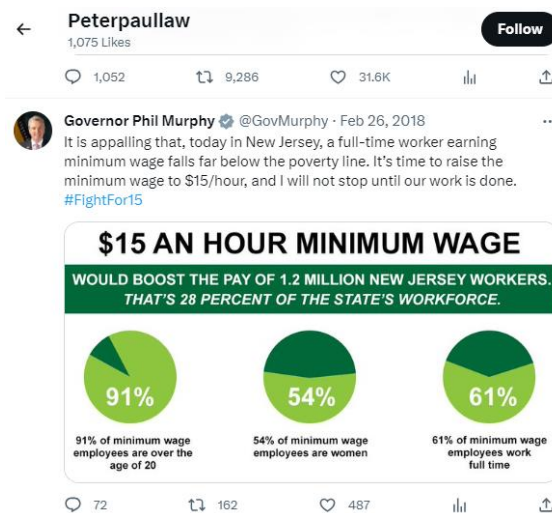 Peterpaullaw
1,075 Likes
Follow
1,052 9,286 31.6K
Governor Phil Murphy @GovMurphy · Feb 26, 2018
It is appalling that, today in New Jersey, a full-time worker earning
minimum wage falls far below the poverty line. It's time to raise the
minimum wage to $15/hour, and I will not stop until our work is done.
#FightFor15
$15 AN HOUR MINIMUM WAGE
WOULD BOOST THE PAY OF 1.2 MILLION NEW JERSEY WORKERS.
THAT'S 28 PERCENT OF THE STATE'S WORKFORCE.
91%
91% of minimum wage
employees are over the
age of 20
54%
54% of minimum wage
employees are women
61%
61% of minimum wage
employees work
full time
72 162 487